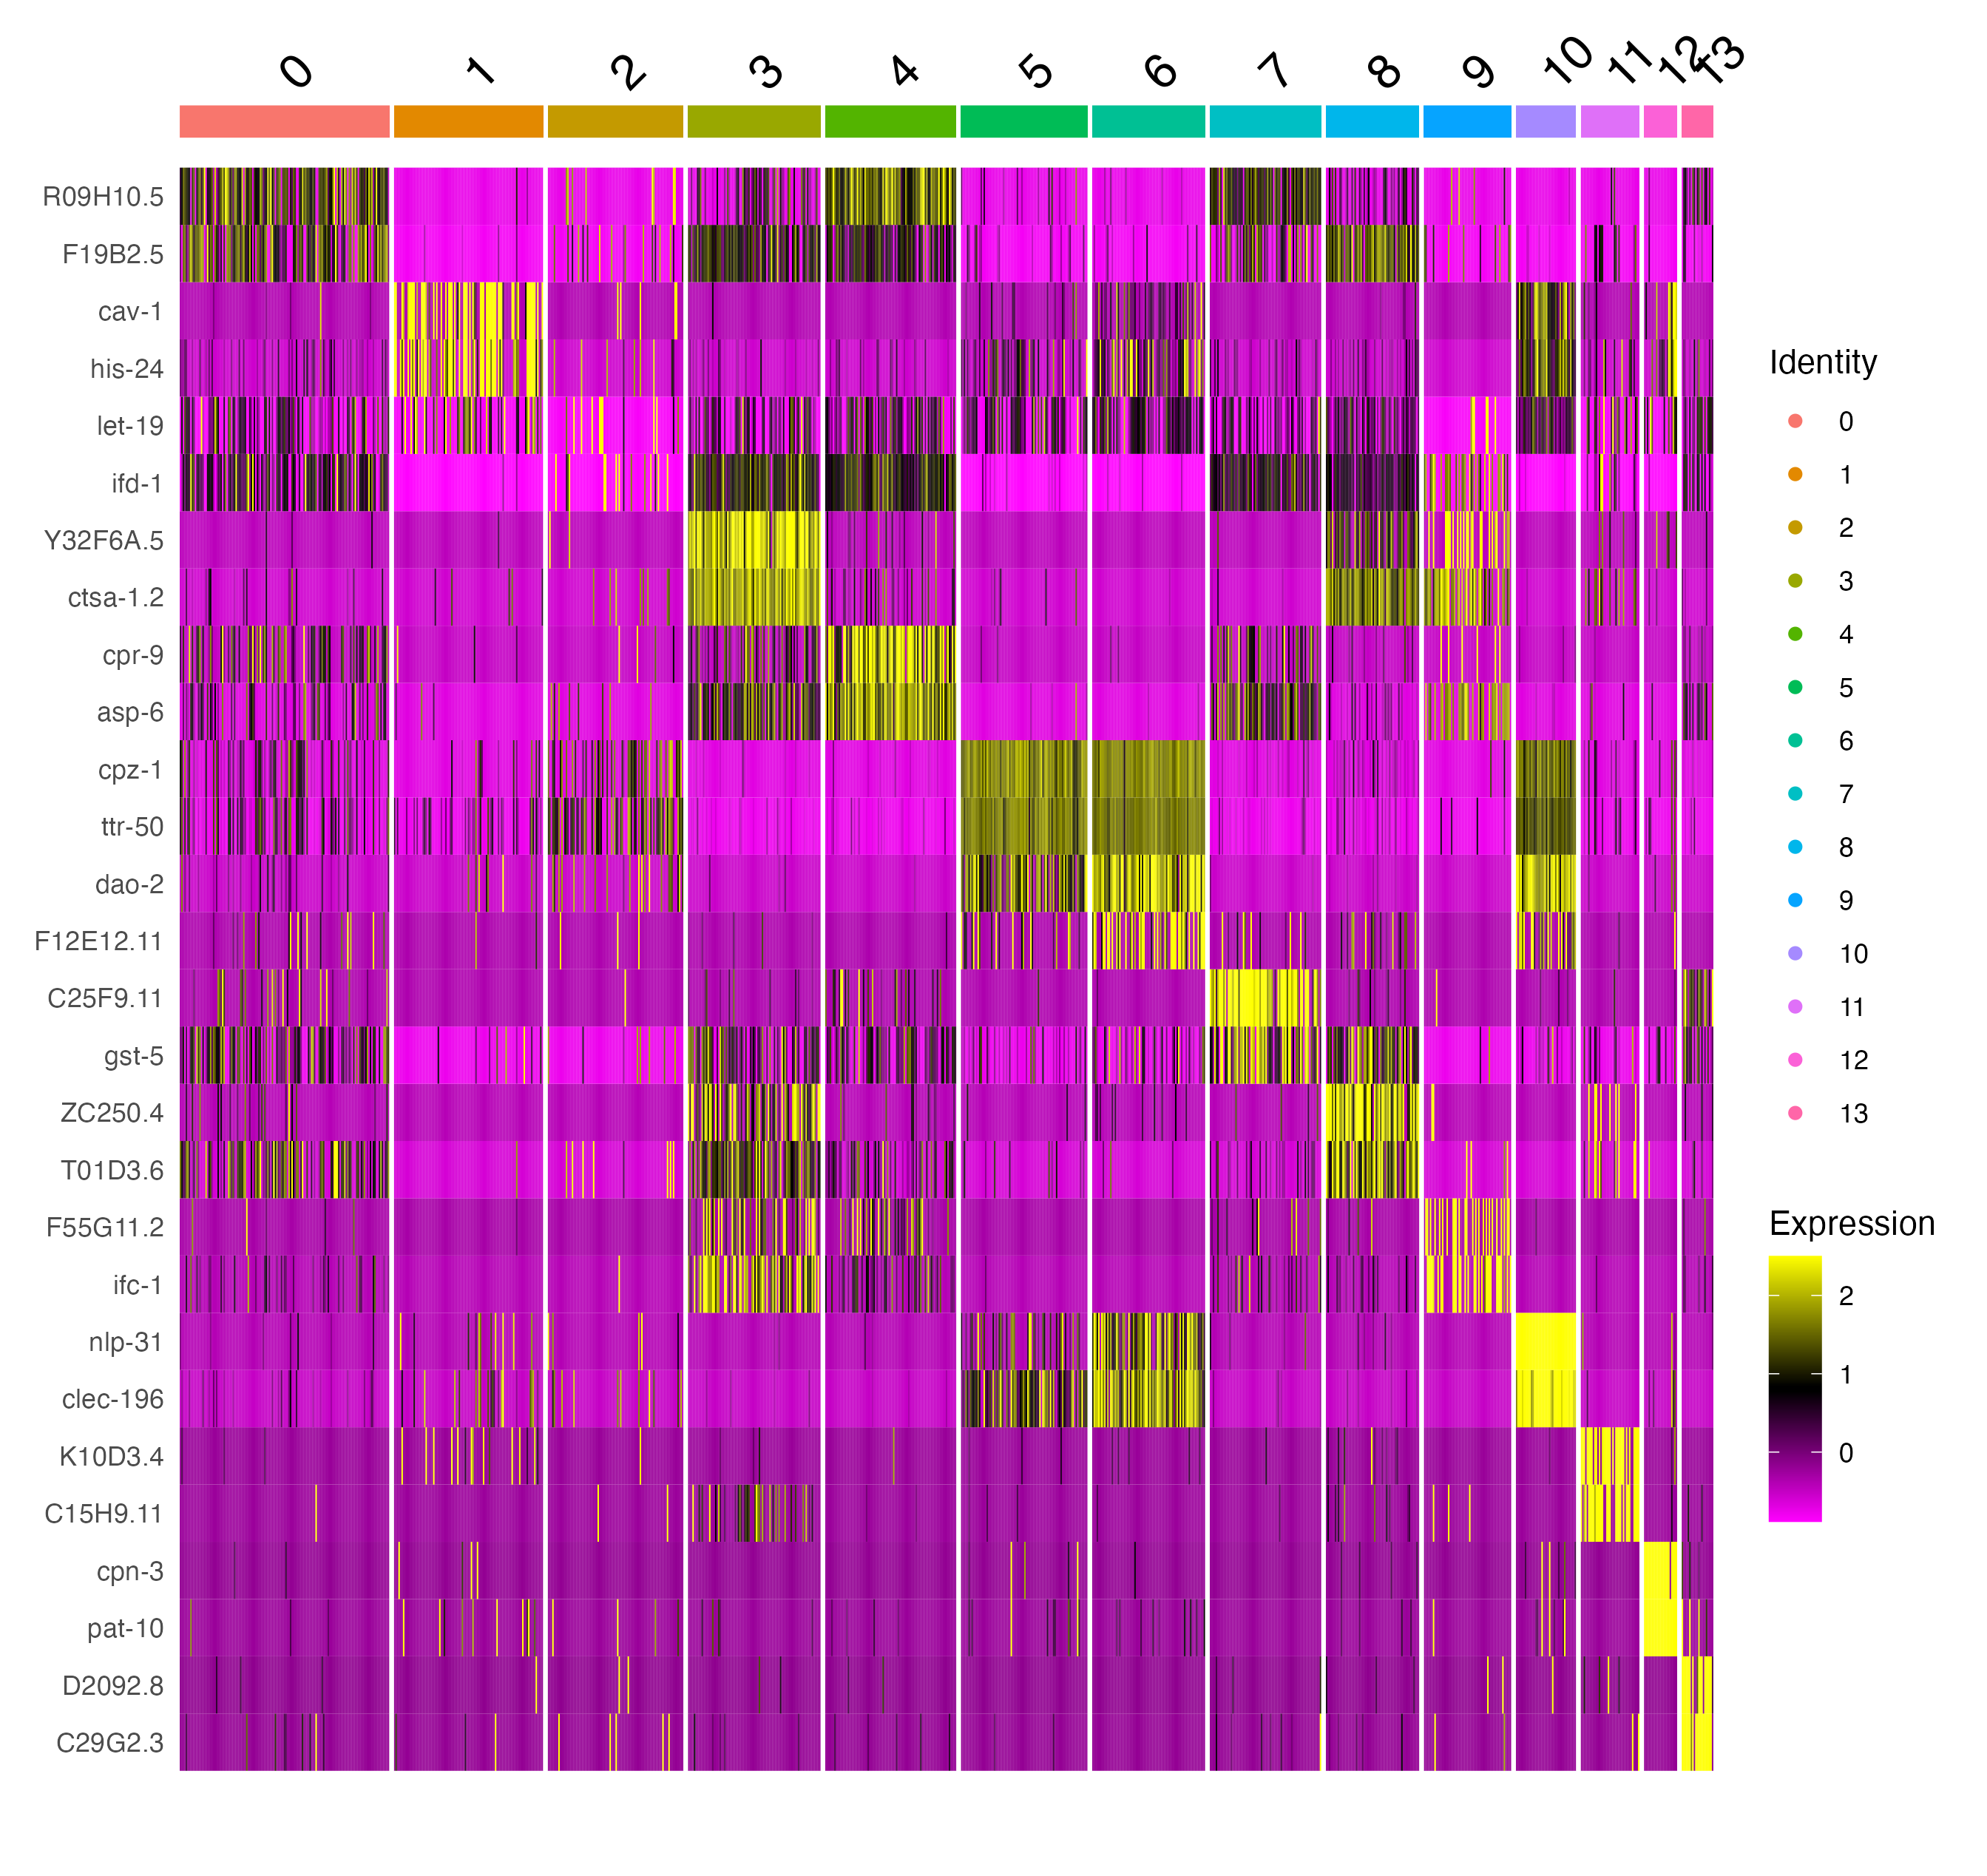 0 1 2 3 4 5 6 7 8 9 10 11 12 13
R09H10.5
F19B2.5
cav-1
his-24
let-19
ifd-1
Y32F6A.5
ctsa-1.2
cpr-9
asp-6
cpz-1
ttr-50
dao-2
F12E12.11
C25F9.11
gst-5
ZC250.4
T01D3.6
F55G11.2
ifc-1
nlp-31
clec-196
K10D3.4
C15H9.11
cpn-3
pat-10
D2092.8
C29G2.3
Identity
0
1
2
3
4
5
6
7
8
9
10
11
12
13
Expression
2
1
0